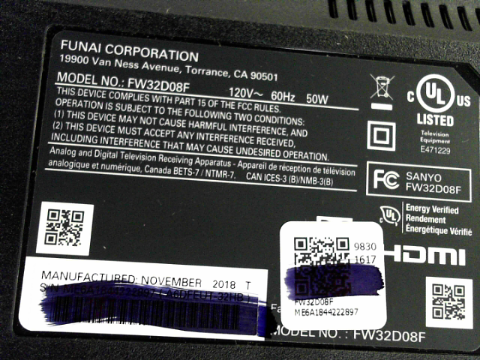 FUNAI CORPORATION
19900 Van Ness Avenue, Torrance, CA 90501
MODEL NO.: FW32D08F 120V~ 60Hz 50W
THIS DEVICE COMPLIES WITH PART 15 OF THE FCC RULES.
OPERATION IS SUBJECT TO THE FOLLOWING TWO CONDITIONS:
(1) THIS DEVICE MAY NOT CAUSE HARMFUL INTERFERENCE, AND
(2) THIS DEVICE MUST ACCEPT ANY INTERFERENCE RECEIVED,
INCLUDING INTERFERENCE THAT MAY CAUSE UNDESIRED OPERATION.
Analog and Digital Television Receiving Apparatus - Appareil de réception de télévision
analogique et numérique, Canada BETS-7 / NTMR-7. CAN ICES-3 (B)/NMB-3(B)
C UL US
LISTED
Television
Equipment
E471229
FC SANYO
FW32D08F
UL Energy Verified
Rendement
Énergétique Vérifié
HDMI
9830
1617
FW32D08F
ME6A1844222897
MANUFACTURED: NOVEMBER 2018 T
S/N
MODEL NO.: FW32D08F